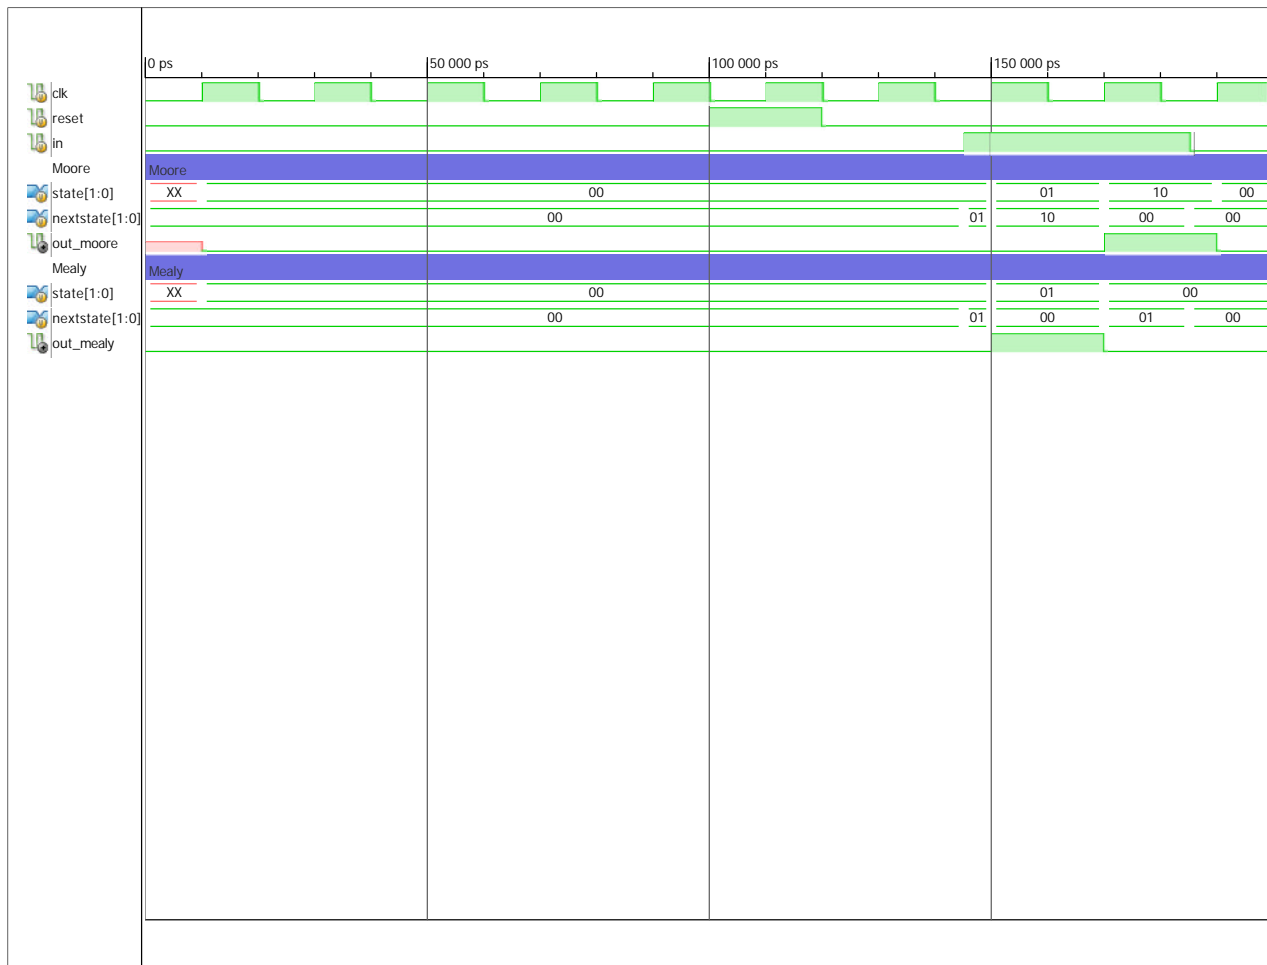 0 ps 50 000 ps 100 000 ps 150 000 ps
clk
reset
in
Moore Moore
state[1:0] XX 00 01 10 00
nextstate[1:0] 00 01 10 00 00
out_moore
Mealy Mealy
state[1:0] XX 00 01 00
nextstate[1:0] 00 01 00 01 00
out_mealy